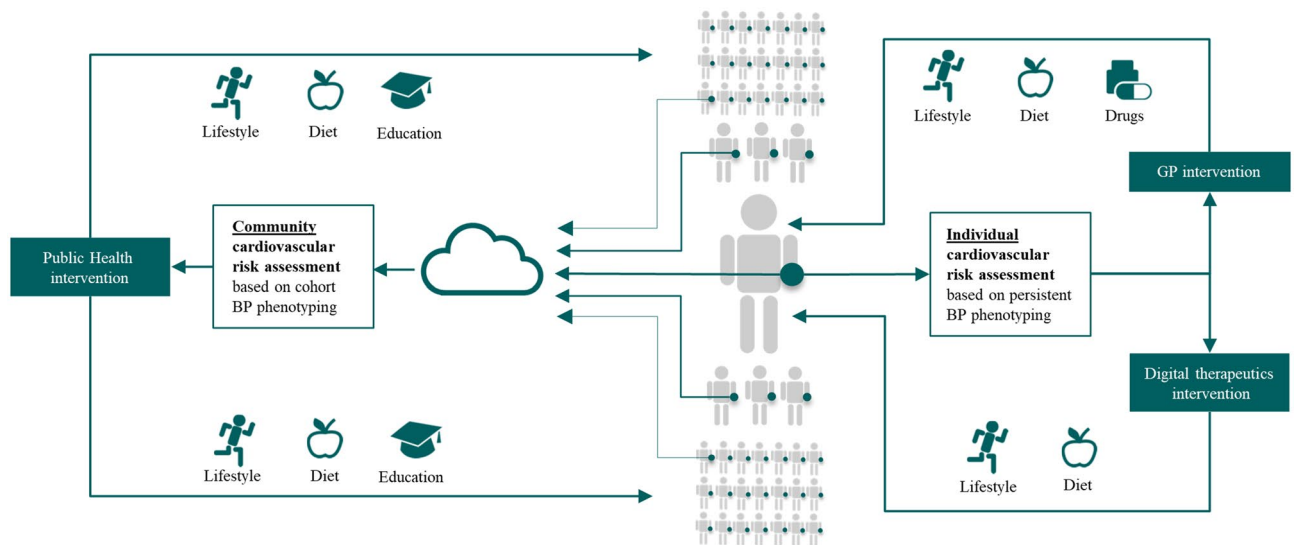 Lifestyle
Diet
Education
Lifestyle
Diet
Drugs
GP intervention
Public Health
intervention
Community
cardiovascular
risk assessment
based on cohort
BP phenotyping
Individual
cardiovascular
risk assessment
based on persistent
BP phenotyping
Digital therapeutics
intervention
Lifestyle
Diet
Education
Lifestyle
Diet